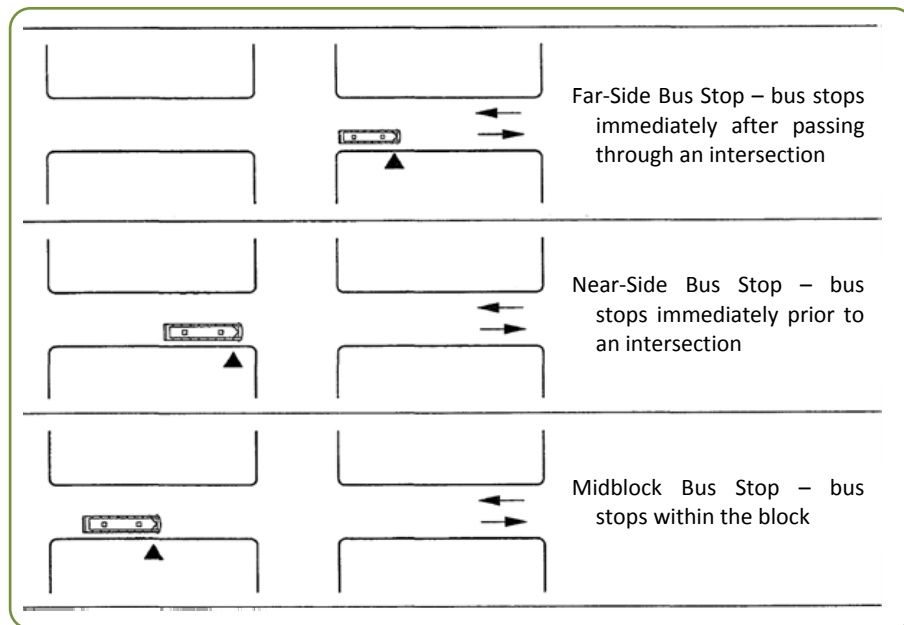 Far-Side Bus Stop – bus stops
immediately after passing
through an intersection
Near-Side Bus Stop – bus
stops immediately prior to
an intersection
Midblock Bus Stop – bus
stops within the block